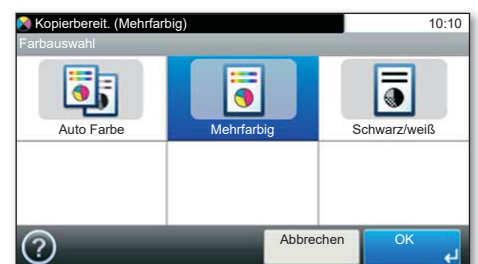 Kopierbereit. (Mehrfarbig) 10:10
Farbauswahl
Auto Farbe Mehrfarbig Schwarz/weiß
? Abbrechen OK